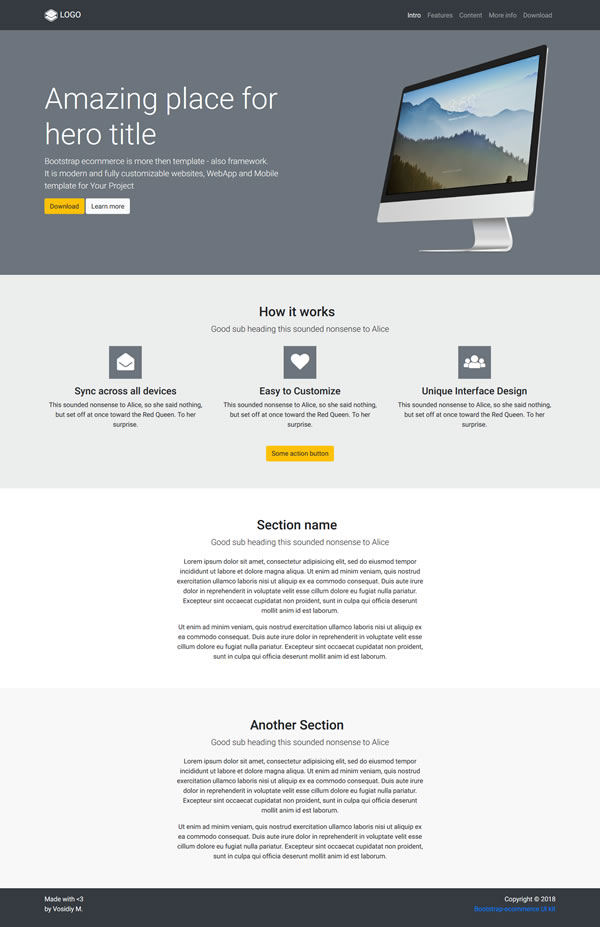 LOGO
Intro Features Content More info Download
Amazing place for
hero title
Bootstrap ecommerce is more then template - also framework.
It is modern and fully customizable websites, WebApp and Mobile
template for Your Project
Download Learn more
How it works
Good sub heading this sounded nonsense to Alice
Sync across all devices
This sounded nonsense to Alice, so she said nothing,
but set off at once toward the Red Queen. To her
surprise.
Easy to Customize
This sounded nonsense to Alice, so she said nothing,
but set off at once toward the Red Queen. To her
surprise.
Unique Interface Design
This sounded nonsense to Alice, so she said nothing,
but set off at once toward the Red Queen. To her
surprise.
Some action button
Section name
Good sub heading this sounded nonsense to Alice
Lorem ipsum dolor sit amet, consectetur adipisicing elit, sed do eiusmod tempor
incididunt ut labore et dolore magna aliqua. Ut enim ad minim veniam, quis nostrud
exercitation ullamco laboris nisi ut aliquip ex ea commodo consequat. Duis aute irure
dolor in reprehenderit in voluptate velit esse cillum dolore eu fugiat nulla pariatur.
Excepteur sint occaecat cupidatat non proident, sunt in culpa qui officia deserunt
mollit anim id est laborum.
Ut enim ad minim veniam, quis nostrud exercitation ullamco laboris nisi ut aliquip ex
ea commodo consequat. Duis aute irure dolor in reprehenderit in voluptate velit esse
cillum dolore eu fugiat nulla pariatur. Excepteur sint occaecat cupidatat non proident,
sunt in culpa qui officia deserunt mollit anim id est laborum.
Another Section
Good sub heading this sounded nonsense to Alice
Lorem ipsum dolor sit amet, consectetur adipisicing elit, sed do eiusmod tempor
incididunt ut labore et dolore magna aliqua. Ut enim ad minim veniam, quis nostrud
exercitation ullamco laboris nisi ut aliquip ex ea commodo consequat. Duis aute irure
dolor in reprehenderit in voluptate velit esse cillum dolore eu fugiat nulla pariatur.
Excepteur sint occaecat cupidatat non proident, sunt in culpa qui officia deserunt
mollit anim id est laborum.
Ut enim ad minim veniam, quis nostrud exercitation ullamco laboris nisi ut aliquip ex
ea commodo consequat. Duis aute irure dolor in reprehenderit in voluptate velit esse
cillum dolore eu fugiat nulla pariatur. Excepteur sint occaecat cupidatat non proident,
sunt in culpa qui officia deserunt mollit anim id est laborum.
Made with <3
by Vosidiy M.
Copyright © 2018
Bootstrap-ecommerce UI kit